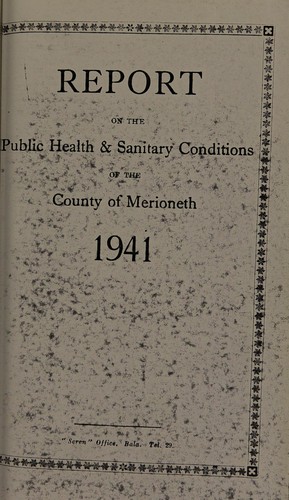 REPORT
ON THE
Public Health & Sanitary Conditions
OF THE
County of Merioneth
1941
"Seren" Office, Bala. Tel. 29.